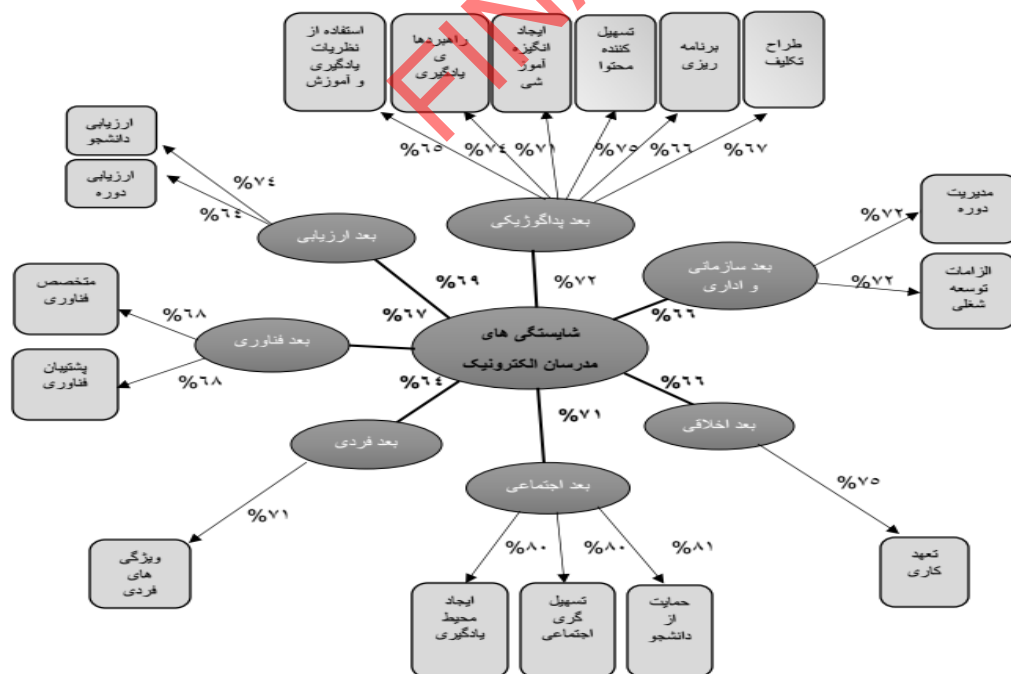 FINA
استفاده از
نظریات
یادگیری
و آموزش
راهبردها
ی
یادگیری
ایجاد
انگیزه
آموز
شی
تسهیل
کننده
محتوا
برنامه
ریزی
طراح
تکلیف
%۶۵
%۷۴
%۷۱
%۷۵
%۶۶
%۶۷
ارزیابی
دانشجو
ارزیابی
دوره
%۷۴
%۶۴
بعد ارزیابی
بعد پداگوژیکی
بعد سازمانی
و اداری
%۷۲
%۷۲
مدیریت
دوره
الزامات
توسعه
شغلی
%۶۹
%۷۲
%۶۶
متخصص
فناوری
پشتیبان
فناوری
%۶۸
%۶۸
بعد فناوری
%۶۷
شایستگی های
مدرسان الکترونیک
%۶۴
%۷۱
%۶۶
بعد فردی
بعد اجتماعی
بعد اخلاقی
%۷۱
%۸۰
%۸۰
%۸۱
%۷۵
ویژگی
های
فردی
ایجاد
محیط
یادگیری
تسهیل
گری
اجتماعی
حمایت
از
دانشجو
تعهد
کاری